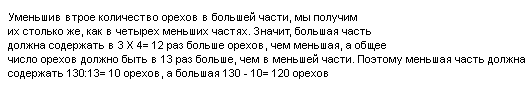 Уменьшив втрое количество орехов в большей части, мы получим
их столько же, как в четырех меньших частях. Значит, большая часть
должна содержать в 3 X 4= 12 раз больше орехов, чем меньшая, а общее
число орехов должно быть в 13 раз больше, чем в меньшей части. Поэтому меньшая часть должна
содержать 130:13= 10 орехов, а большая 130 - 10= 120 орехов